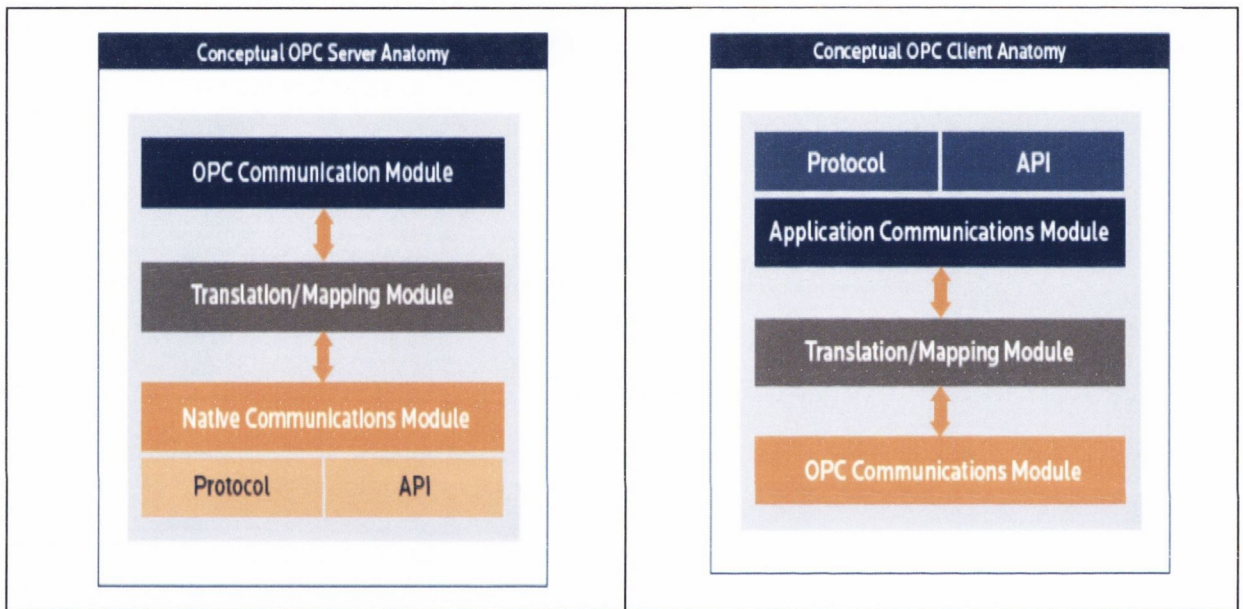 Conceptual OPC Server Anatomy
OPC Communication Module
Translation/Mapping Module
Native Communications Module
Protocol
API
Conceptual OPC Client Anatomy
Protocol
API
Application Communications Module
Translation/Mapping Module
OPC Communications Module